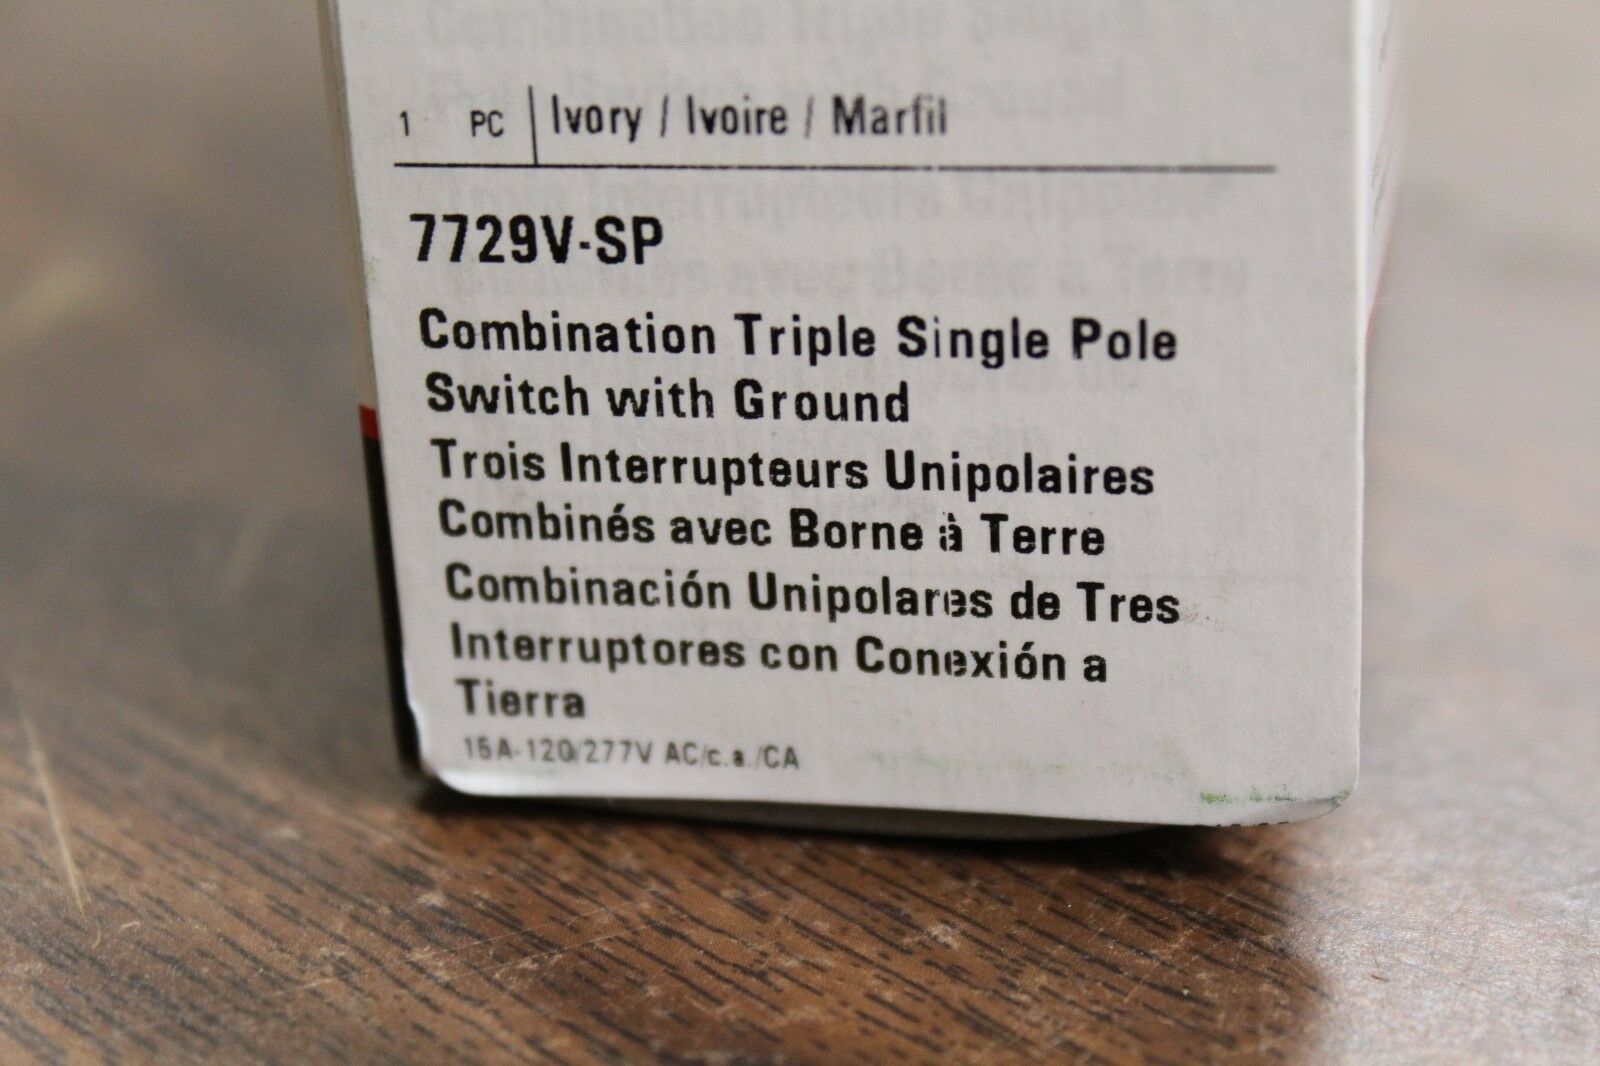 1 PC Ivory / Ivoire / Marfil
7729V-SP
Combination Triple Single Pole
Switch with Ground
Trois Interrupteurs Unipolaires
Combinés avec Borne à Terre
Combinación Unipolares de Tres
Interruptores con Conexión a
Tierra
15A-120/277V AC/c.a./CA